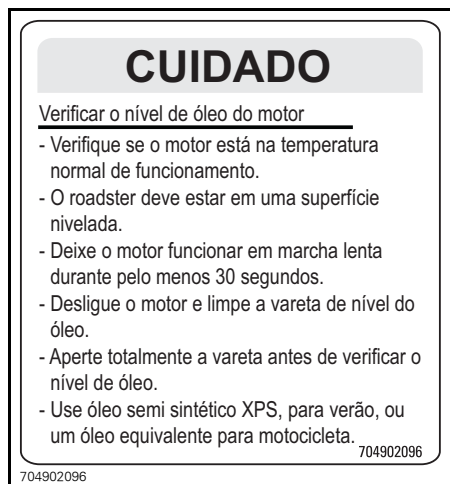 CUIDADO
Verificar o nível de óleo do motor
- Verifique se o motor está na temperatura
normal de funcionamento.
- O roadster deve estar em uma superfície
nivelada.
- Deixe o motor funcionar em marcha lenta
durante pelo menos 30 segundos.
- Desligue o motor e limpe a vareta de nível do
óleo.
- Aperte totalmente a vareta antes de verificar o
nível de óleo.
- Use óleo semi sintético XPS, para verão, ou
um óleo equivalente para motocicleta.
704902096
704902096